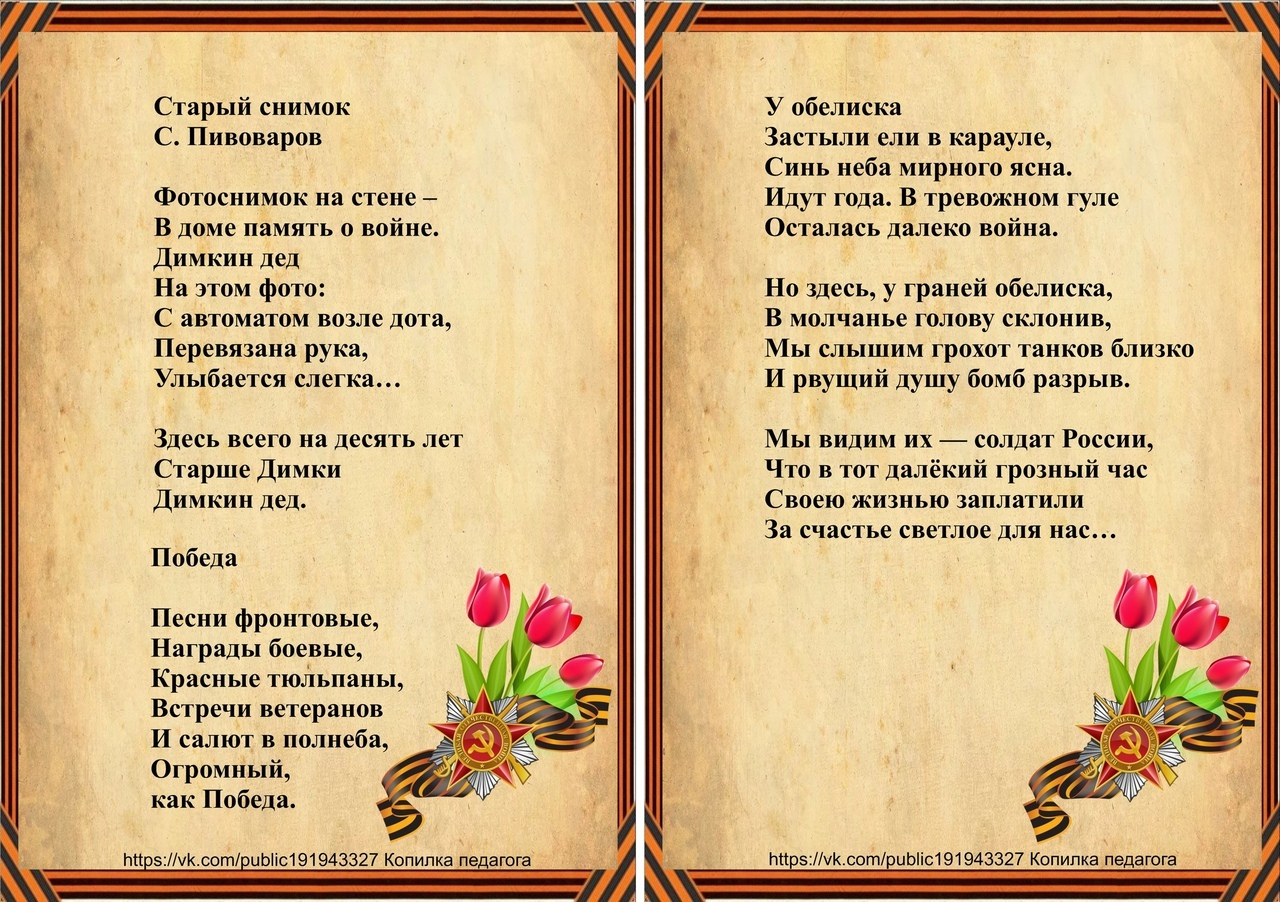 Старый снимок
С. Пивоваров
Фотоснимок на стене –
В доме память о войне.
Димкин дед
На этом фото:
С автоматом возле дота,
Перевязана рука,
Улыбается слегка…
Здесь всего на десять лет
Старше Димки
Димкин дед.
Победа
Песни фронтовые,
Награды боевые,
Красные тюльпаны,
Встречи ветеранов
И салют в полнеба,
Огромный,
как Победа.
https://vk.com/public191943327 Копилка педагога
У обелиска
Застыли ели в карауле,
Синь неба мирного ясна.
Идут года. В тревожном гуле
Осталась далеко война.
Но здесь, у граней обелиска,
В молчанье голову склонив,
Мы слышим грохот танков близко
И рвущий душу бомб разрыв.
Мы видим их — солдат России,
Что в тот далёкий грозный час
Своею жизнью заплатили
За счастье светлое для нас…
https://vk.com/public191943327 Копилка педагога